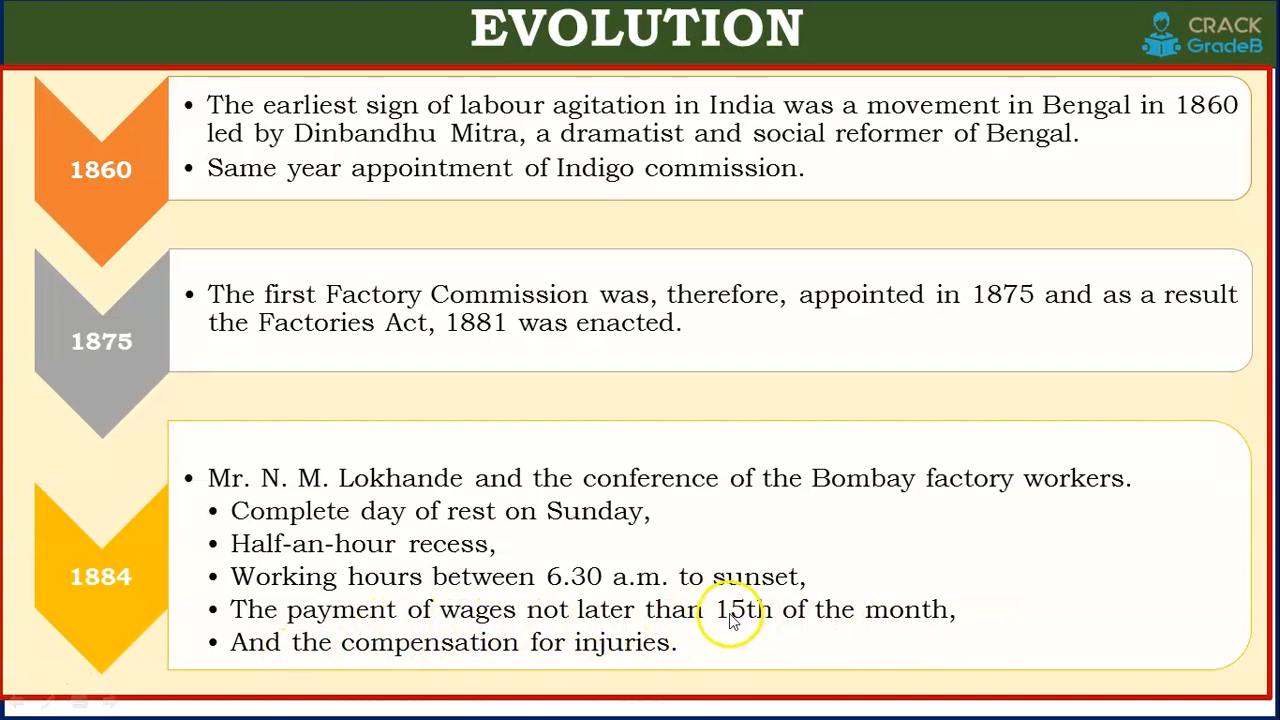 EVOLUTION
CRACK
GradeB
1860
• The earliest sign of labour agitation in India was a movement in Bengal in 1860
led by Dinbandhu Mitra, a dramatist and social reformer of Bengal.
• Same year appointment of Indigo commission.
1875
• The first Factory Commission was, therefore, appointed in 1875 and as a result
the Factories Act, 1881 was enacted.
1884
• Mr. N. M. Lokhande and the conference of the Bombay factory workers.
• Complete day of rest on Sunday,
• Half-an-hour recess,
• Working hours between 6.30 a.m. to sunset,
• The payment of wages not later than 15th of the month,
• And the compensation for injuries.